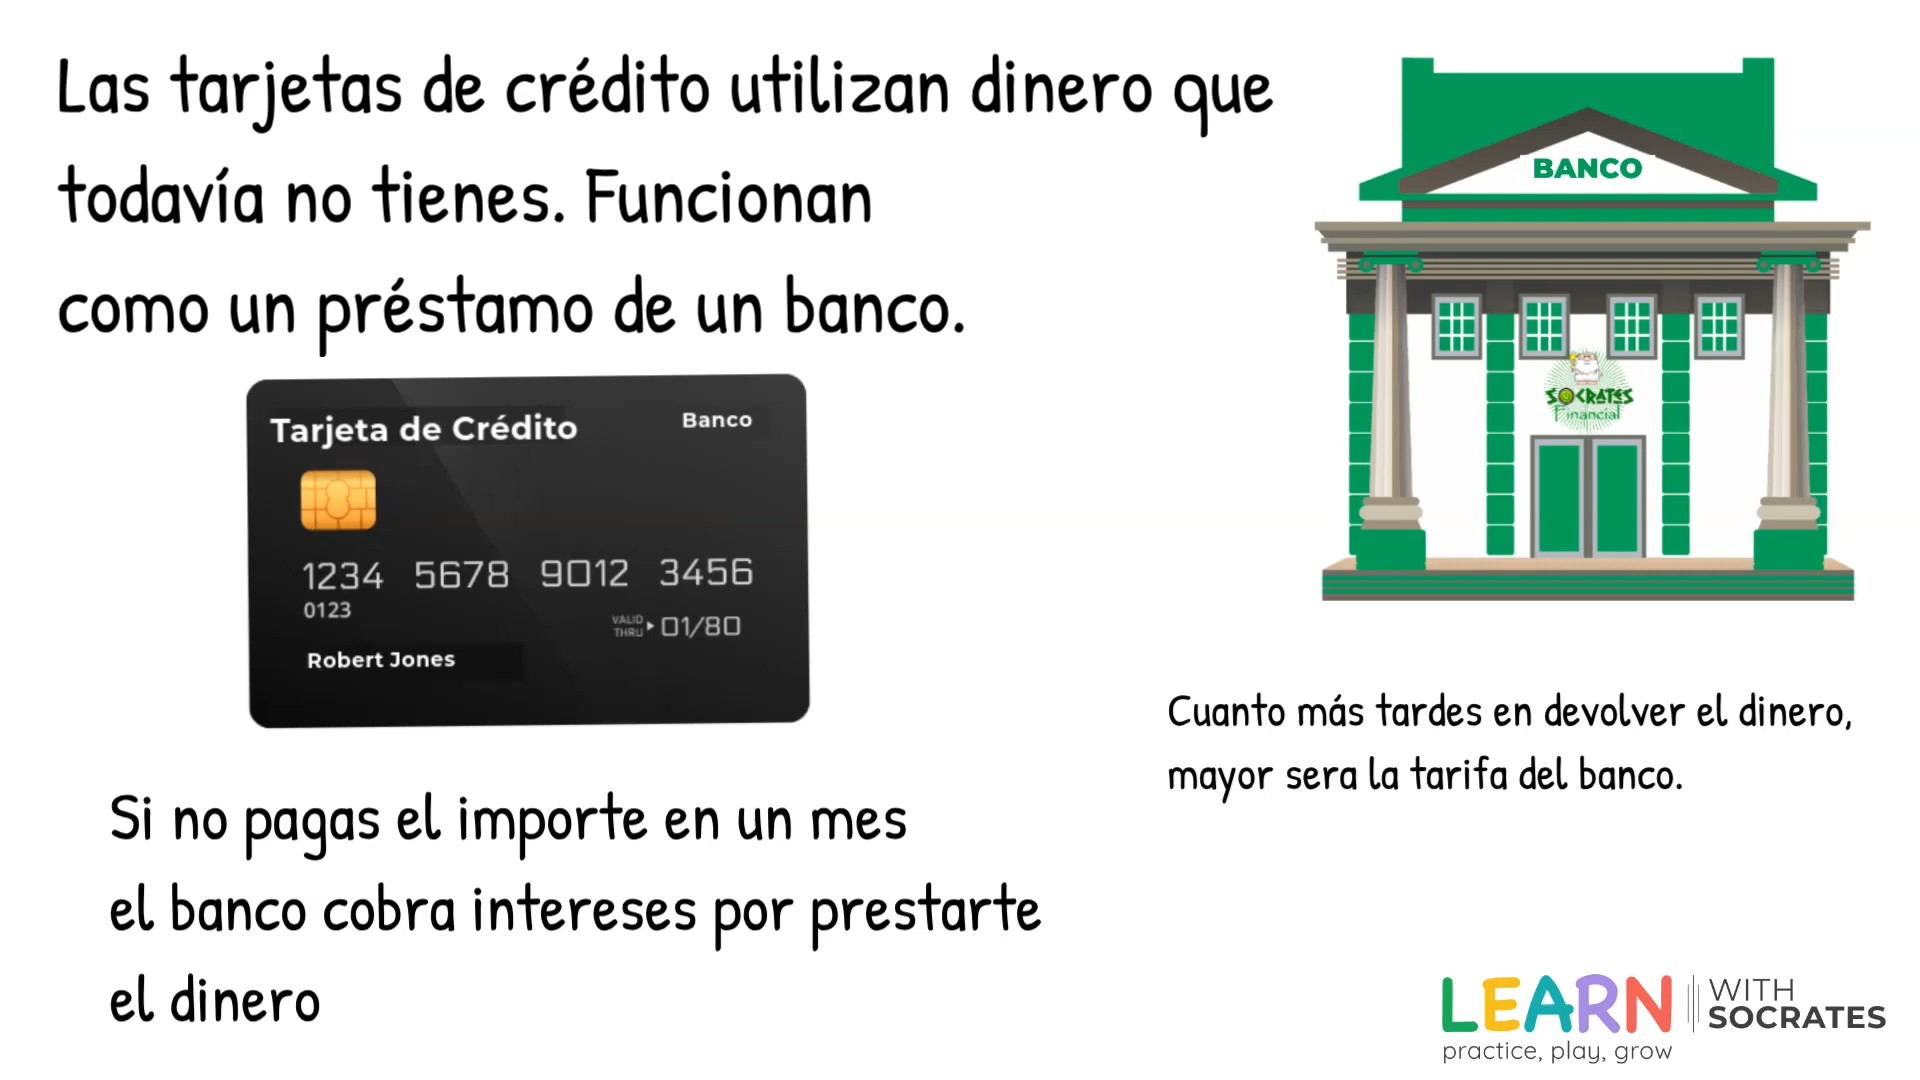 Las tarjetas de crédito utilizan dinero que
todavía no tienes. Funcionan
como un préstamo de un banco.
BANCO
SOCRATES
Financial
Tarjeta de Crédito
Banco
1234 5678 9012 3456
0123
VALID
THRU
01/80
Robert Jones
Cuanto más tardes en devolver el dinero,
mayor sera la tarifa del banco.
Si no pagas el importe en un mes
el banco cobra intereses por prestarte
el dinero
LEARN
WITH
SOCRATES
practice, play, grow